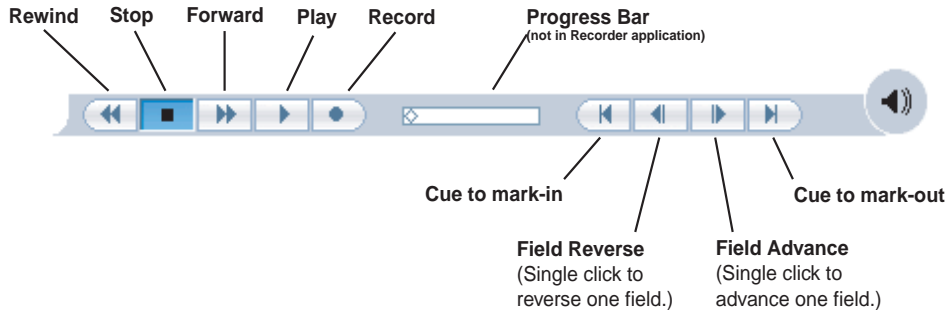 Rewind
Stop
Forward
Play
Record
Progress Bar
(not in Recorder application)
Cue to mark-in
Cue to mark-out
Field Reverse
(Single click to
reverse one field.)
Field Advance
(Single click to
advance one field.)